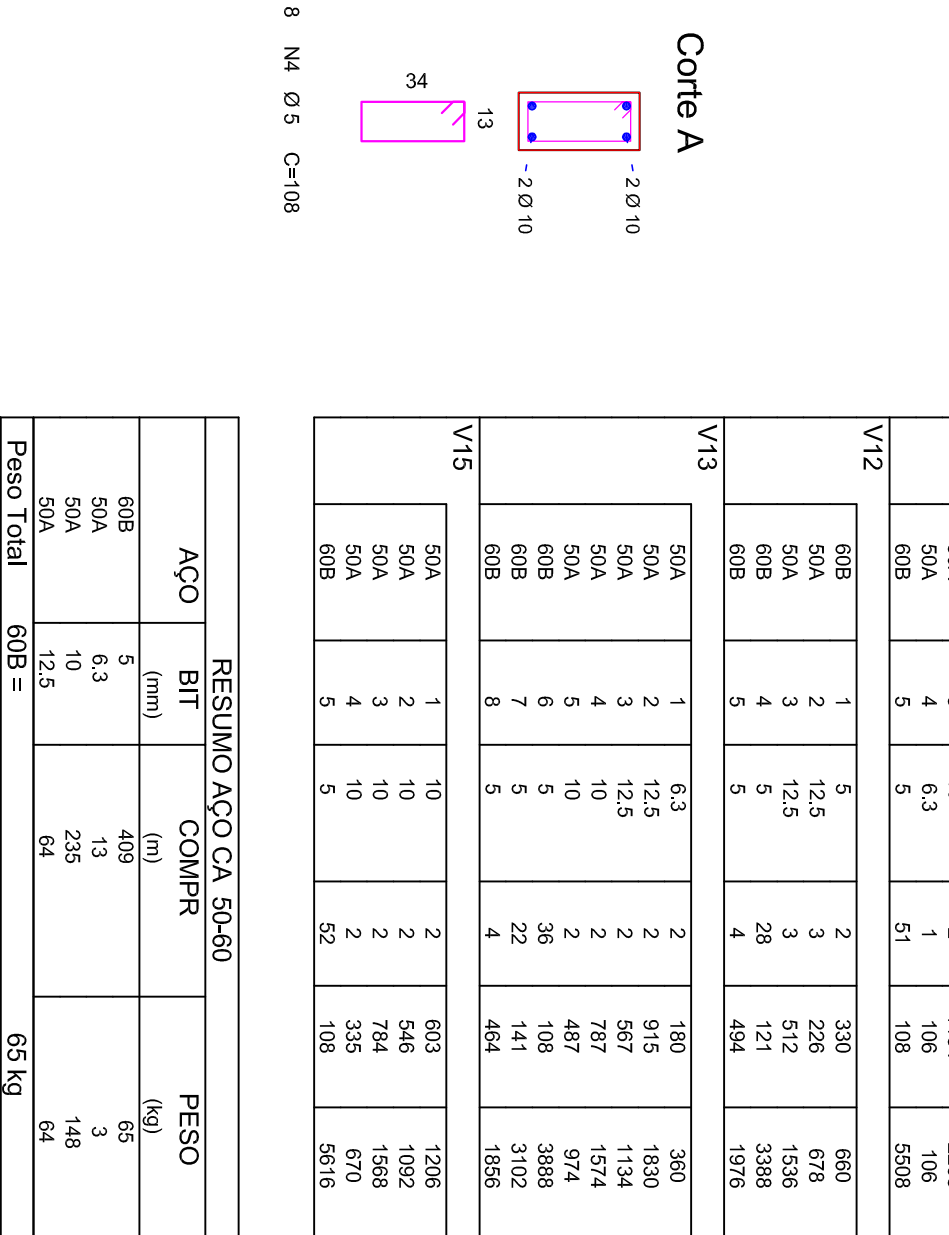 Corte A
2 Ø 10
2 Ø 10
13
34
8 N4 Ø 5 C=108
4 6.3 1 106 106
60B 5 5 51 108 5508
V12
60B 1 5 2 330 660
50A 2 12.5 3 226 678
50A 3 12.5 3 512 1536
60B 4 5 28 121 3388
60B 5 5 4 494 1976
V13
50A 1 6.3 2 180 360
50A 2 12.5 2 915 1830
50A 3 12.5 2 567 1134
50A 4 10 2 787 1574
50A 5 10 2 487 974
60B 6 5 36 108 3888
60B 7 5 22 141 3102
60B 8 5 4 464 1856
V15
50A 1 10 2 603 1206
50A 2 10 2 546 1092
50A 3 10 2 784 1568
50A 4 10 2 335 670
60B 5 5 52 108 5616
RESUMO AÇO CA 50-60
AÇO BIT COMPR PESO
(mm) (m) (kg)
60B 5 409 65
50A 6.3 13 3
50A 10 235 148
50A 12.5 64 64
Peso Total 60B = 65 kg